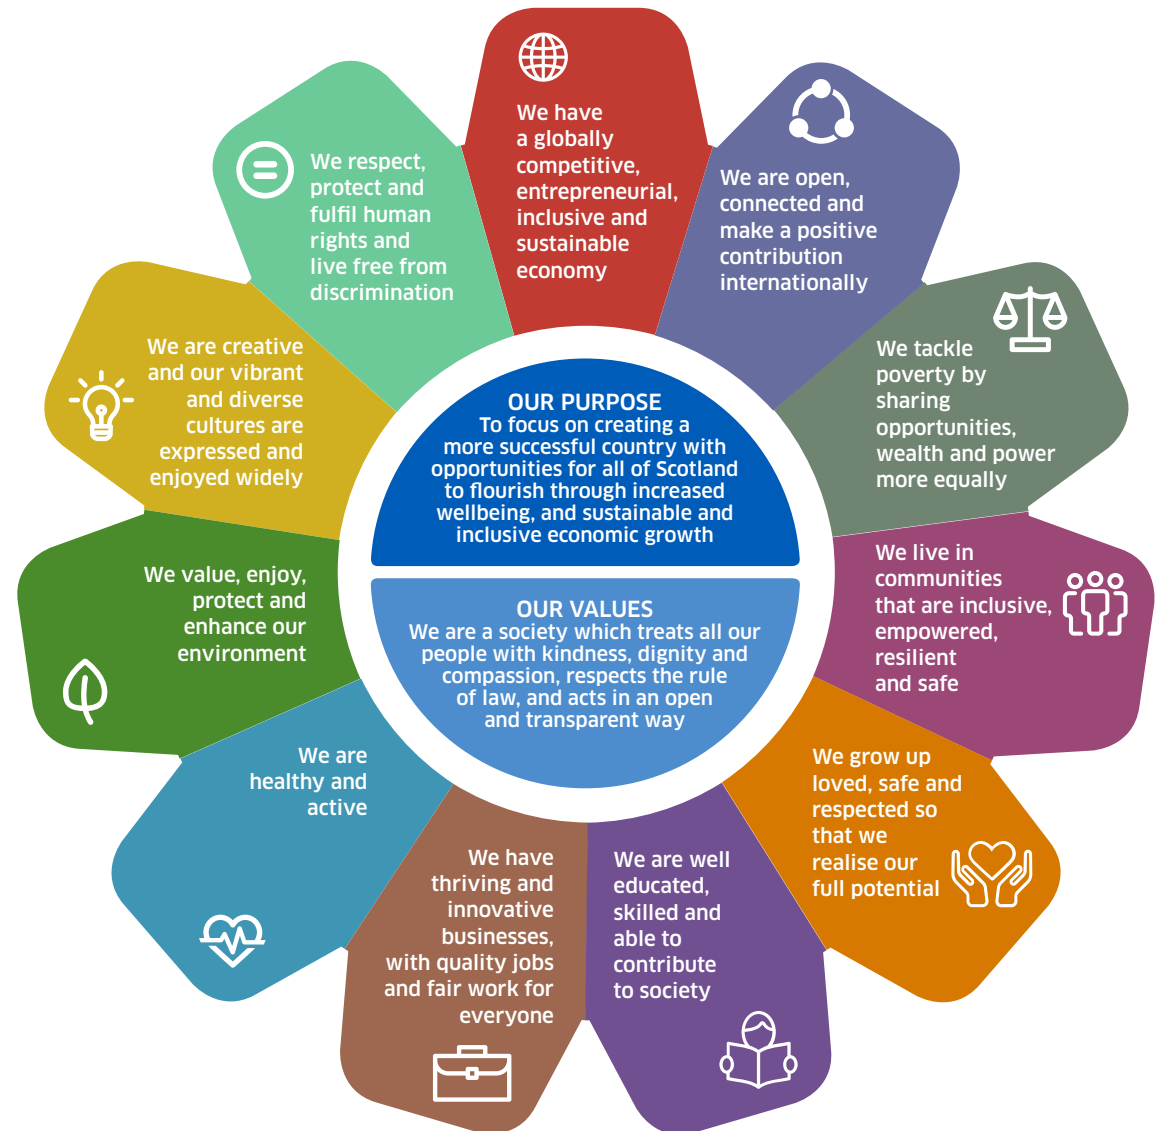 We have
a globally
competitive,
entrepreneurial,
inclusive and
sustainable
economy
We are open,
connected and
make a positive
contribution
internationally
We tackle
poverty by
sharing
opportunities,
wealth and power
more equally
We live in
communities
that are inclusive,
empowered,
resilient
and safe
We grow up
loved, safe and
respected so
that we
realise our
full potential
We are well
educated,
skilled and
able to
contribute
to society
We have
thriving and
innovative
businesses,
with quality jobs
and fair work for
everyone
We are
healthy and
active
We value, enjoy,
protect and
enhance our
environment
We are creative
and our vibrant
and diverse
cultures are
expressed and
enjoyed widely
We respect,
protect and
fulfil human
rights and
live free from
discrimination
OUR PURPOSE
To focus on creating a
more successful country with
opportunities for all of Scotland
to flourish through increased
wellbeing, and sustainable and
inclusive economic growth
OUR VALUES
We are a society which treats all our
people with kindness, dignity and
compassion, respects the rule
of law, and acts in an open
and transparent way